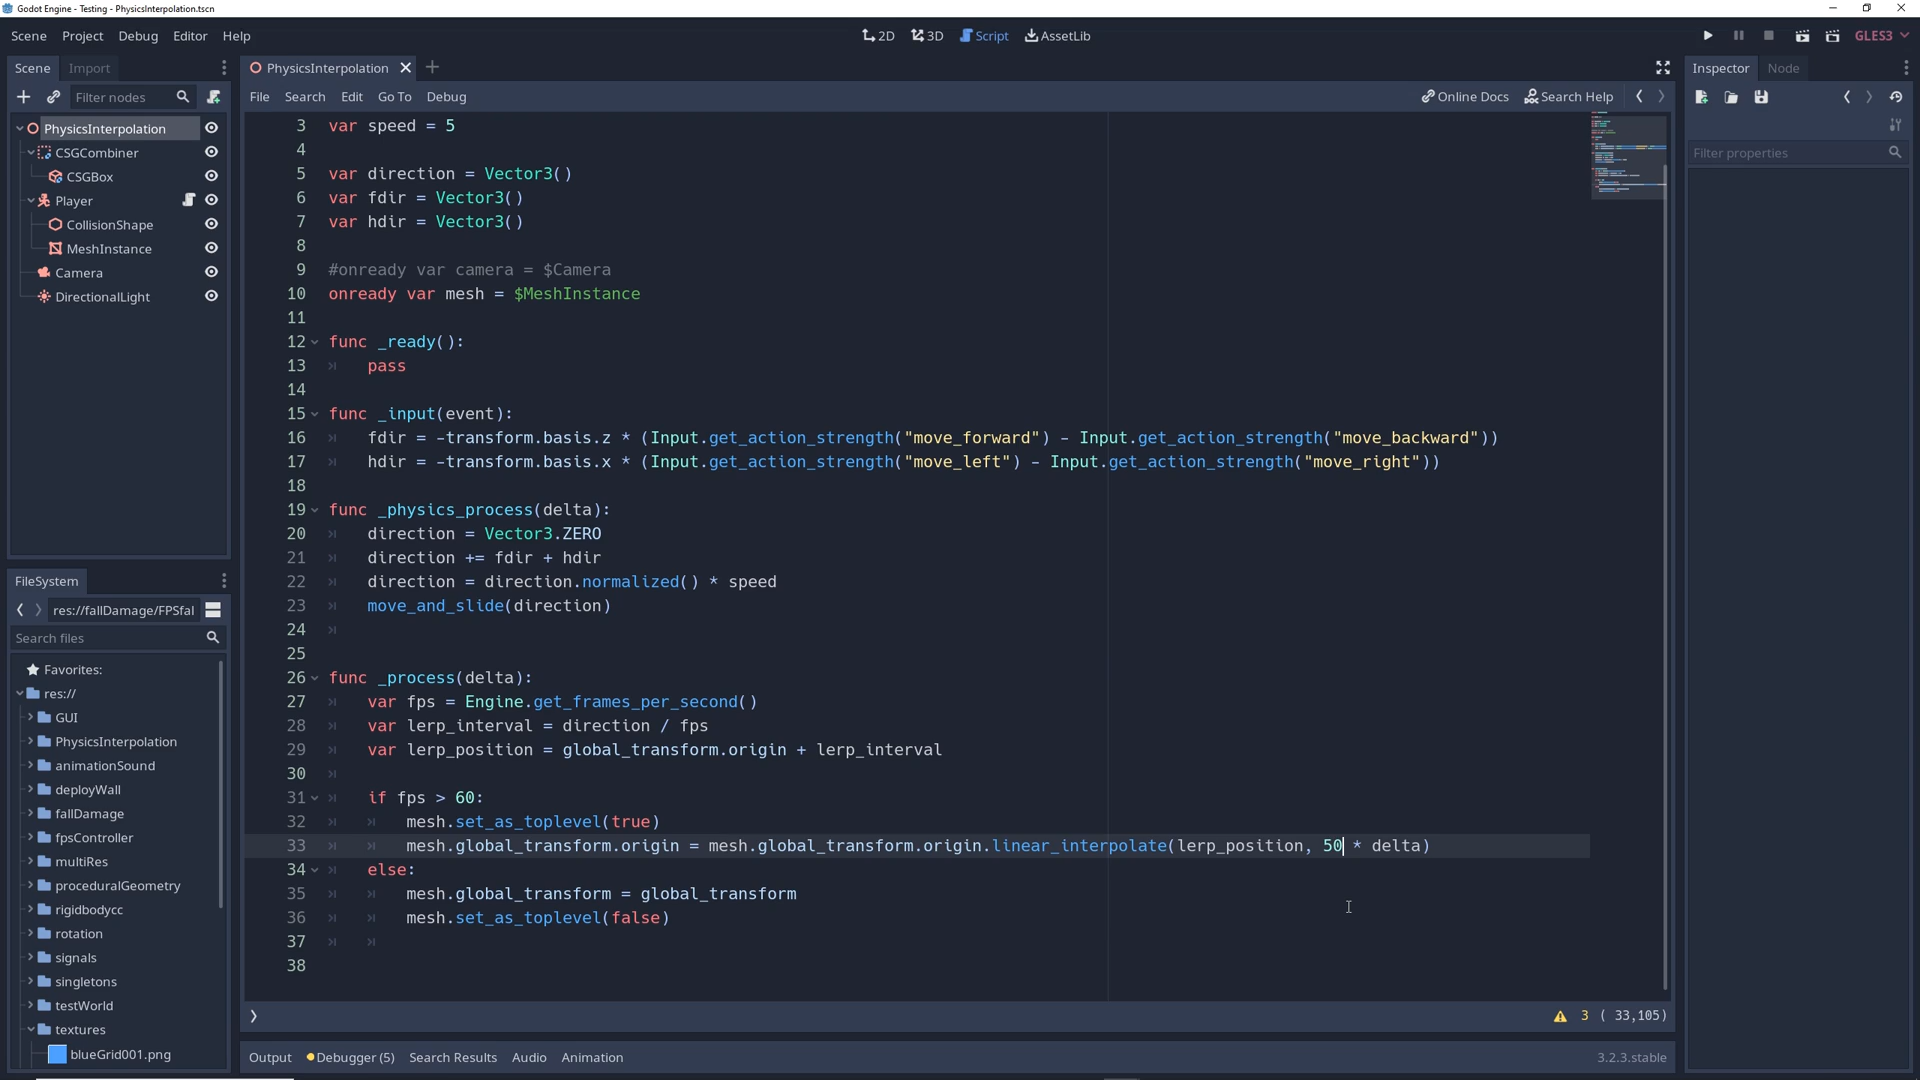 Godot Engine - Testing - PhysicsInterpolation.tscn
Scene Project Debug Editor Help
2D 3D Script AssetLib
GLES3
Scene Import
Filter nodes
PhysicsInterpolation
CSGCombiner
CSGBox
Player
CollisionShape
MeshInstance
Camera
DirectionalLight
FileSystem
res://fallDamage/FPSfal
Search files
Favorites:
res://
GUI
PhysicsInterpolation
animationSound
deployWall
fallDamage
fpsController
multiRes
proceduralGeometry
rigidbodycc
rotation
signals
singletons
testWorld
textures
blueGrid001.png
PhysicsInterpolation
File Search Edit Go To Debug
Online Docs Search Help
3 var speed = 5
4
5 var direction = Vector3()
6 var fdir = Vector3()
7 var hdir = Vector3()
8
9 #onready var camera = $Camera
10 onready var mesh = $MeshInstance
11
12 func _ready():
13 pass
14
15 func _input(event):
16 fdir = -transform.basis.z * (Input.get_action_strength("move_forward") - Input.get_action_strength("move_backward"))
17 hdir = -transform.basis.x * (Input.get_action_strength("move_left") - Input.get_action_strength("move_right"))
18
19 func _physics_process(delta):
20 direction = Vector3.ZERO
21 direction += fdir + hdir
22 direction = direction.normalized() * speed
23 move_and_slide(direction)
24
25
26 func _process(delta):
27 var fps = Engine.get_frames_per_second()
28 var lerp_interval = direction / fps
29 var lerp_position = global_transform.origin + lerp_interval
30
31 if fps > 60:
32 mesh.set_as_toplevel(true)
33 mesh.global_transform.origin = mesh.global_transform.origin.linear_interpolate(lerp_position, 50 * delta)
34 else:
35 mesh.global_transform = global_transform
36 mesh.set_as_toplevel(false)
37
38
3 ( 33,105)
Output Debugger (5) Search Results Audio Animation
3.2.3.stable
Inspector Node
Filter properties